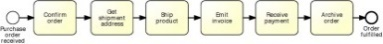 Purchase
order
received
Confirm
order
Get
shipment
address
Ship
product
Emit
invoice
Receive
payment
Archive
order
Order
fulfilled